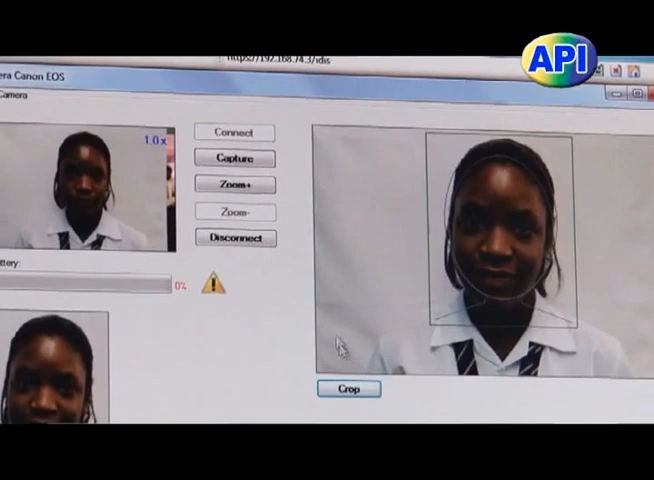 https://192.168.74.3/idis
API
era Canon EOS
Camera
1.0 x
Connect
Capture
Zoom+
Zoom-
Disconnect
ttery:
0%
Crop